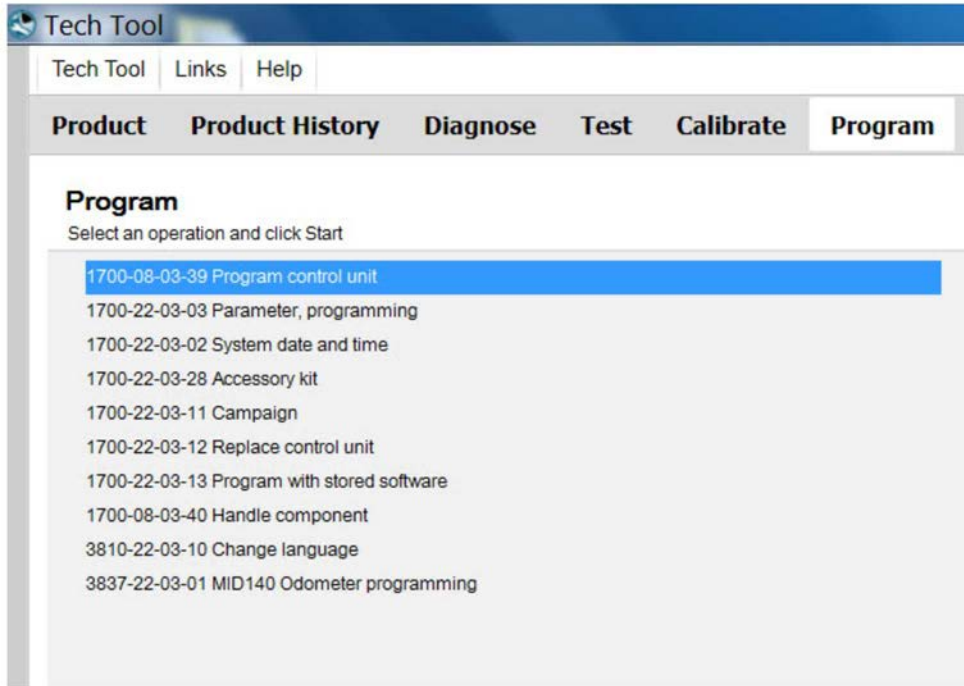 Tech Tool
Tech Tool Links Help
Product Product History Diagnose Test Calibrate Program
Program
Select an operation and click Start
1700-08-03-39 Program control unit
1700-22-03-03 Parameter, programming
1700-22-03-02 System date and time
1700-22-03-28 Accessory kit
1700-22-03-11 Campaign
1700-22-03-12 Replace control unit
1700-22-03-13 Program with stored software
1700-08-03-40 Handle component
3810-22-03-10 Change language
3837-22-03-01 MID140 Odometer programming